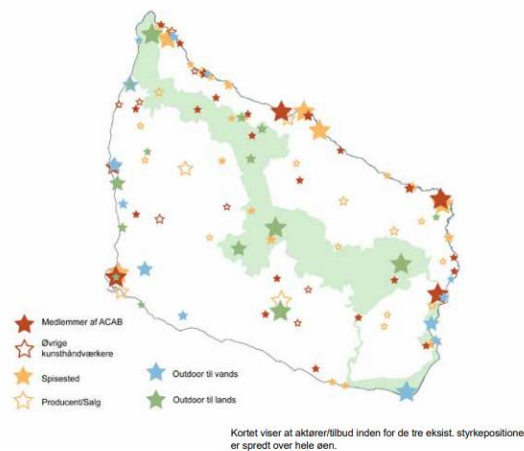 Medlemmer af ACAB
Øvrige
kunsthåndværkere
Spisested
Producent/Salg
Outdoor til vands
Outdoor til lands
Kortet viser at aktører/tilbud inden for de tre eksist. styrkepositione
er spredt over hele øen.